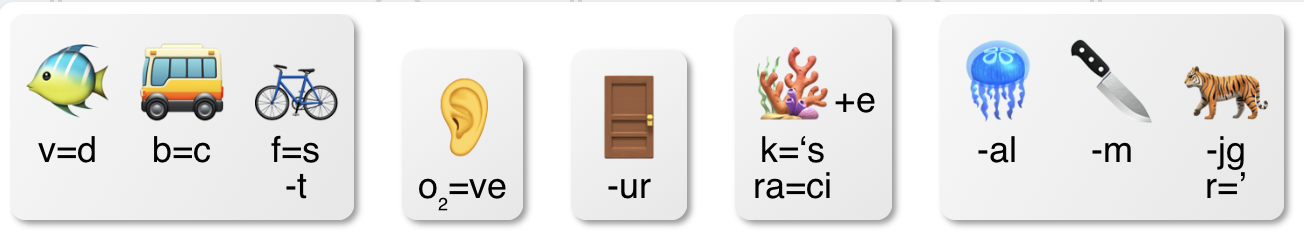 v=d
b=c
f=s
-t
o₂=ve
-ur
+e
k=‘s
ra=ci
-al
-m
-jg
r=’